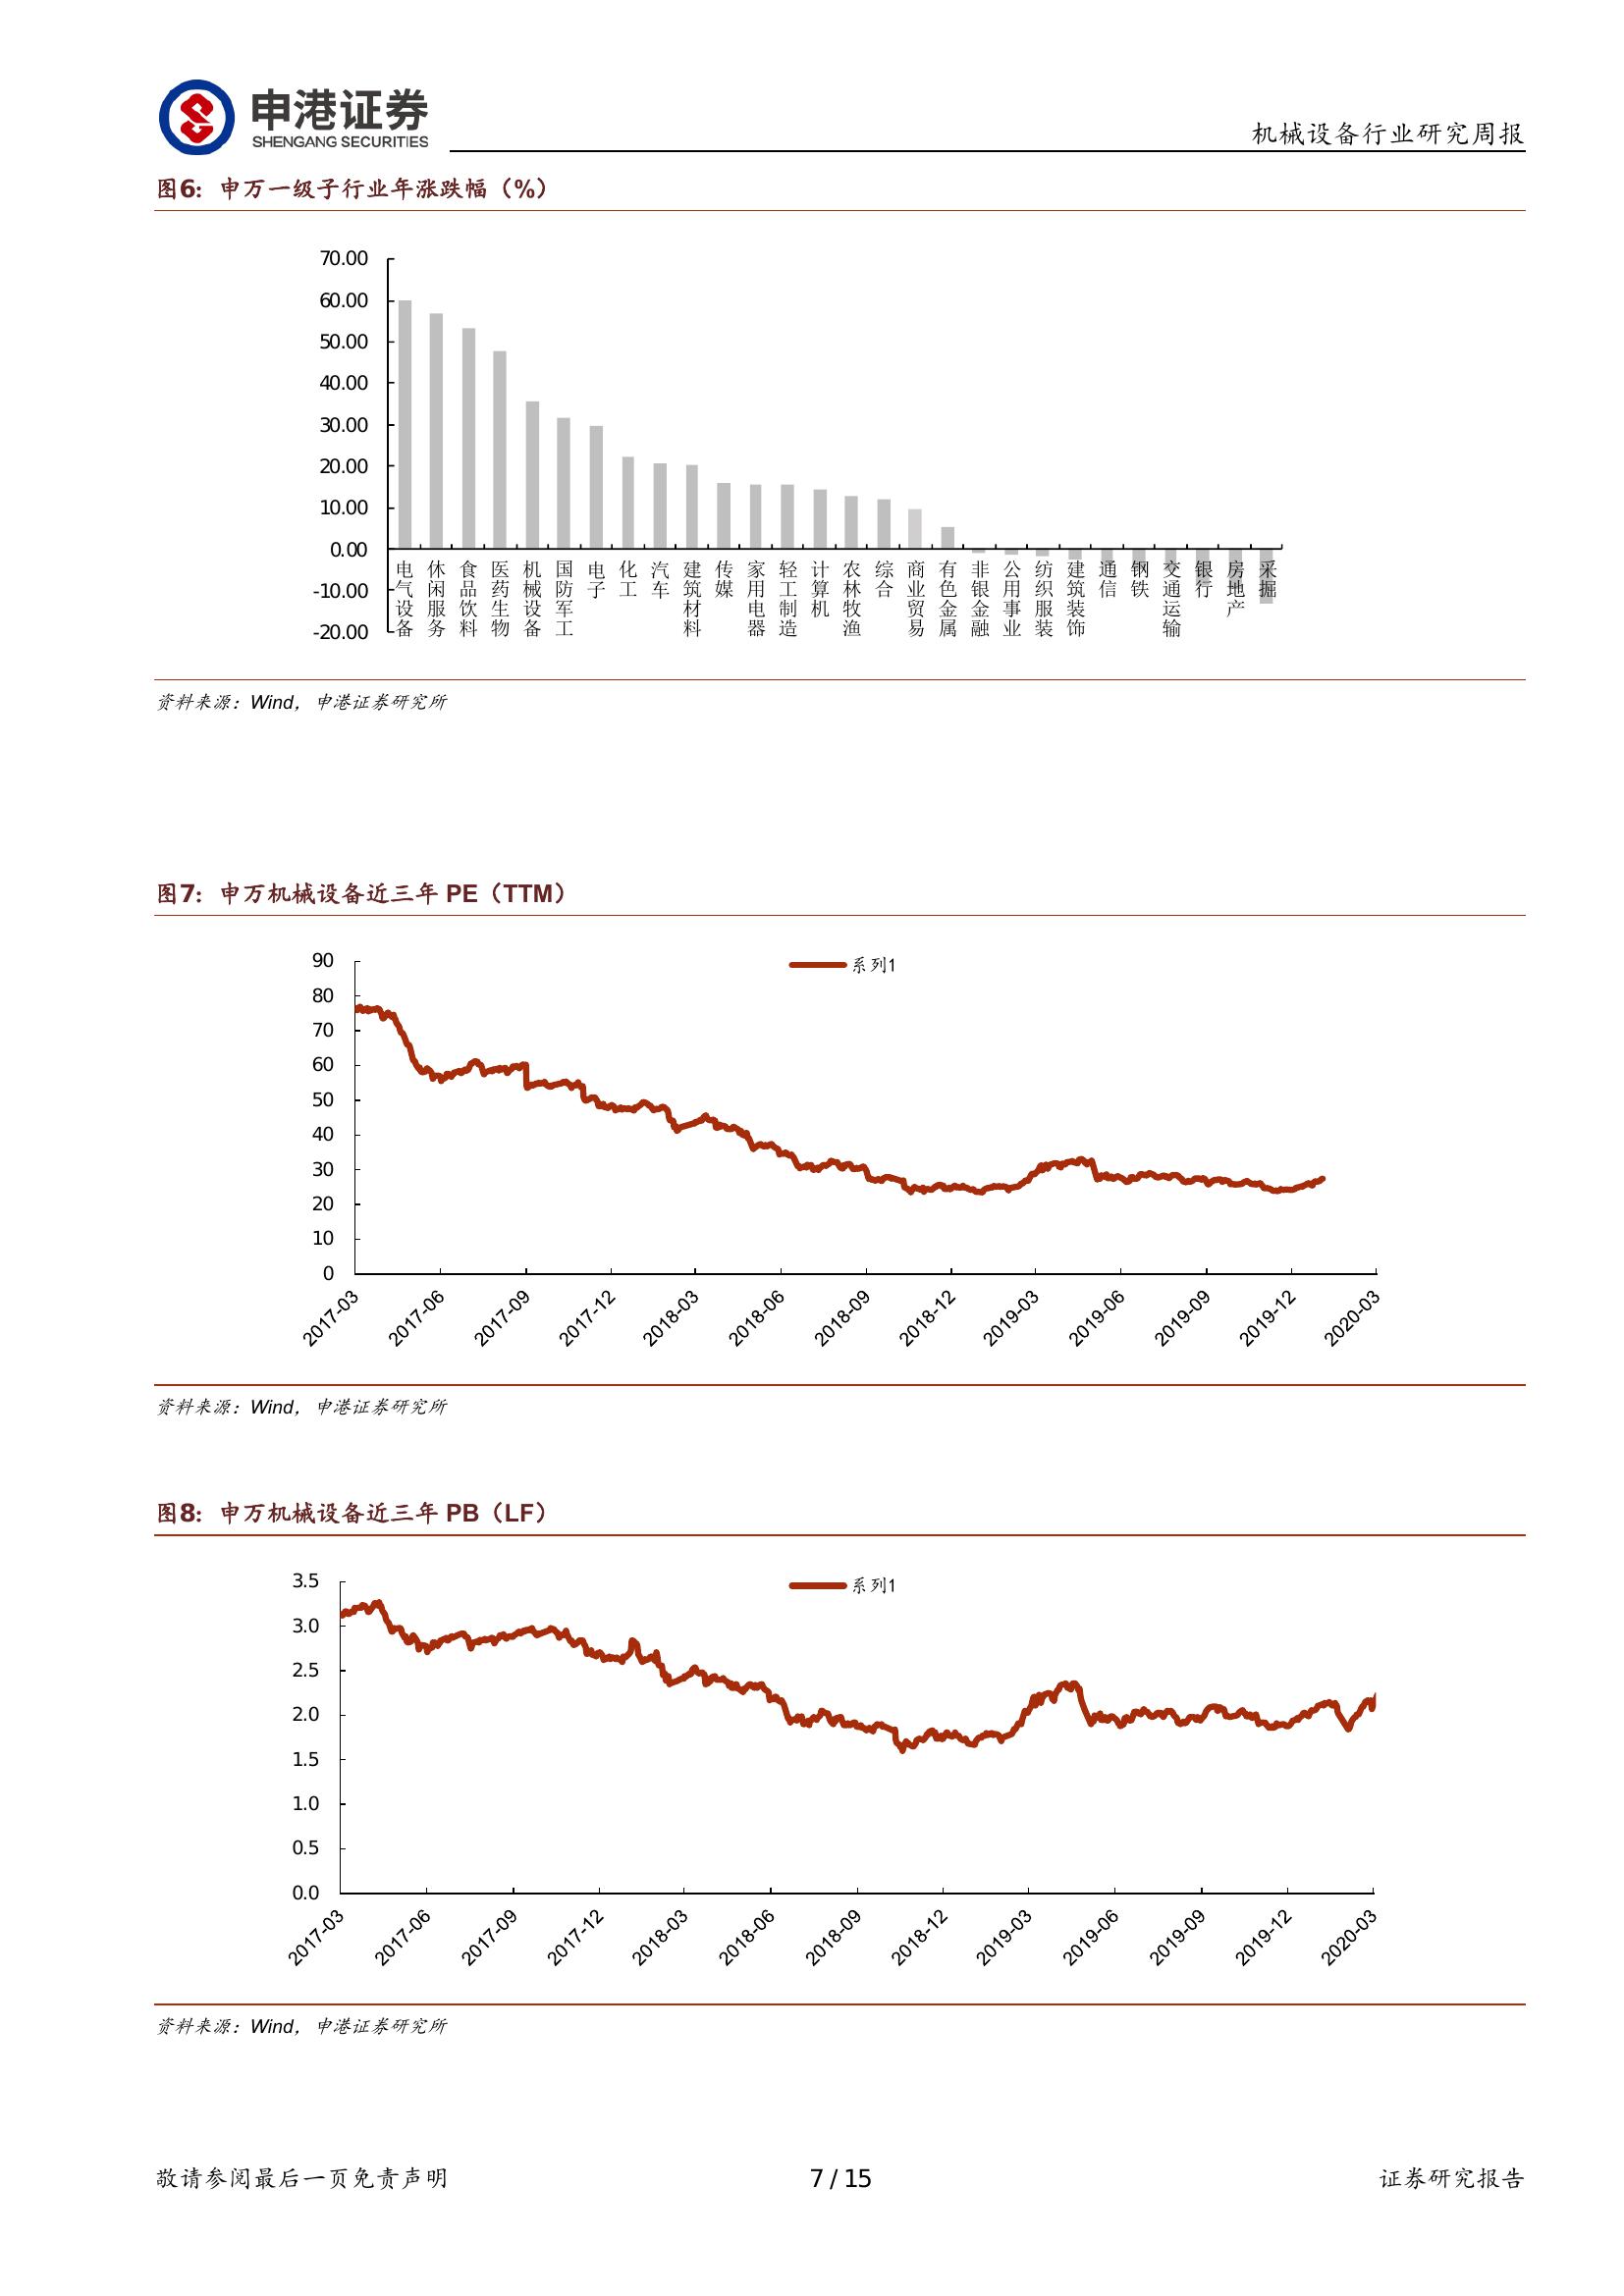 申港证券
SHENGANG SECURITIES
机械设备行业研究周报
图6：申万一级子行业年涨跌幅（%）
70.00
60.00
50.00
40.00
30.00
20.00
10.00
0.00
-10.00
-20.00
电气设备
休闲服务
食品饮料
医药生物
机械设备
国防军工
电子
化工
汽车
建筑材料
传媒
家用电器
轻工制造
计算机
农林牧渔
综合
商业贸易
有色金属
非银金融
公用事业
纺织服装
建筑装饰
通信
钢铁
交通运输
银行
房地产
采掘
资料来源：Wind，申港证券研究所
图7：申万机械设备近三年 PE（TTM）
系列1
90
80
70
60
50
40
30
20
10
0
2017-03
2017-06
2017-09
2017-12
2018-03
2018-06
2018-09
2018-12
2019-03
2019-06
2019-09
2019-12
2020-03
资料来源：Wind，申港证券研究所
图8：申万机械设备近三年 PB（LF）
系列1
3.5
3.0
2.5
2.0
1.5
1.0
0.5
0.0
2017-03
2017-06
2017-09
2017-12
2018-03
2018-06
2018-09
2018-12
2019-03
2019-06
2019-09
2019-12
2020-03
资料来源：Wind，申港证券研究所
敬请参阅最后一页免责声明
7 / 15
证券研究报告